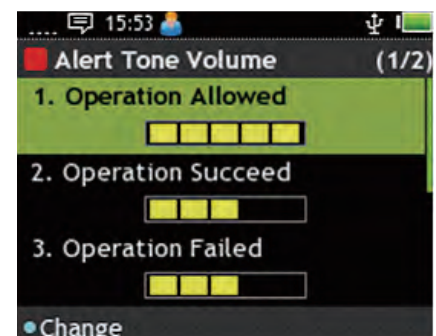 .... 15:53
Alert Tone Volume (1/2)
1. Operation Allowed
2. Operation Succeed
3. Operation Failed
Change